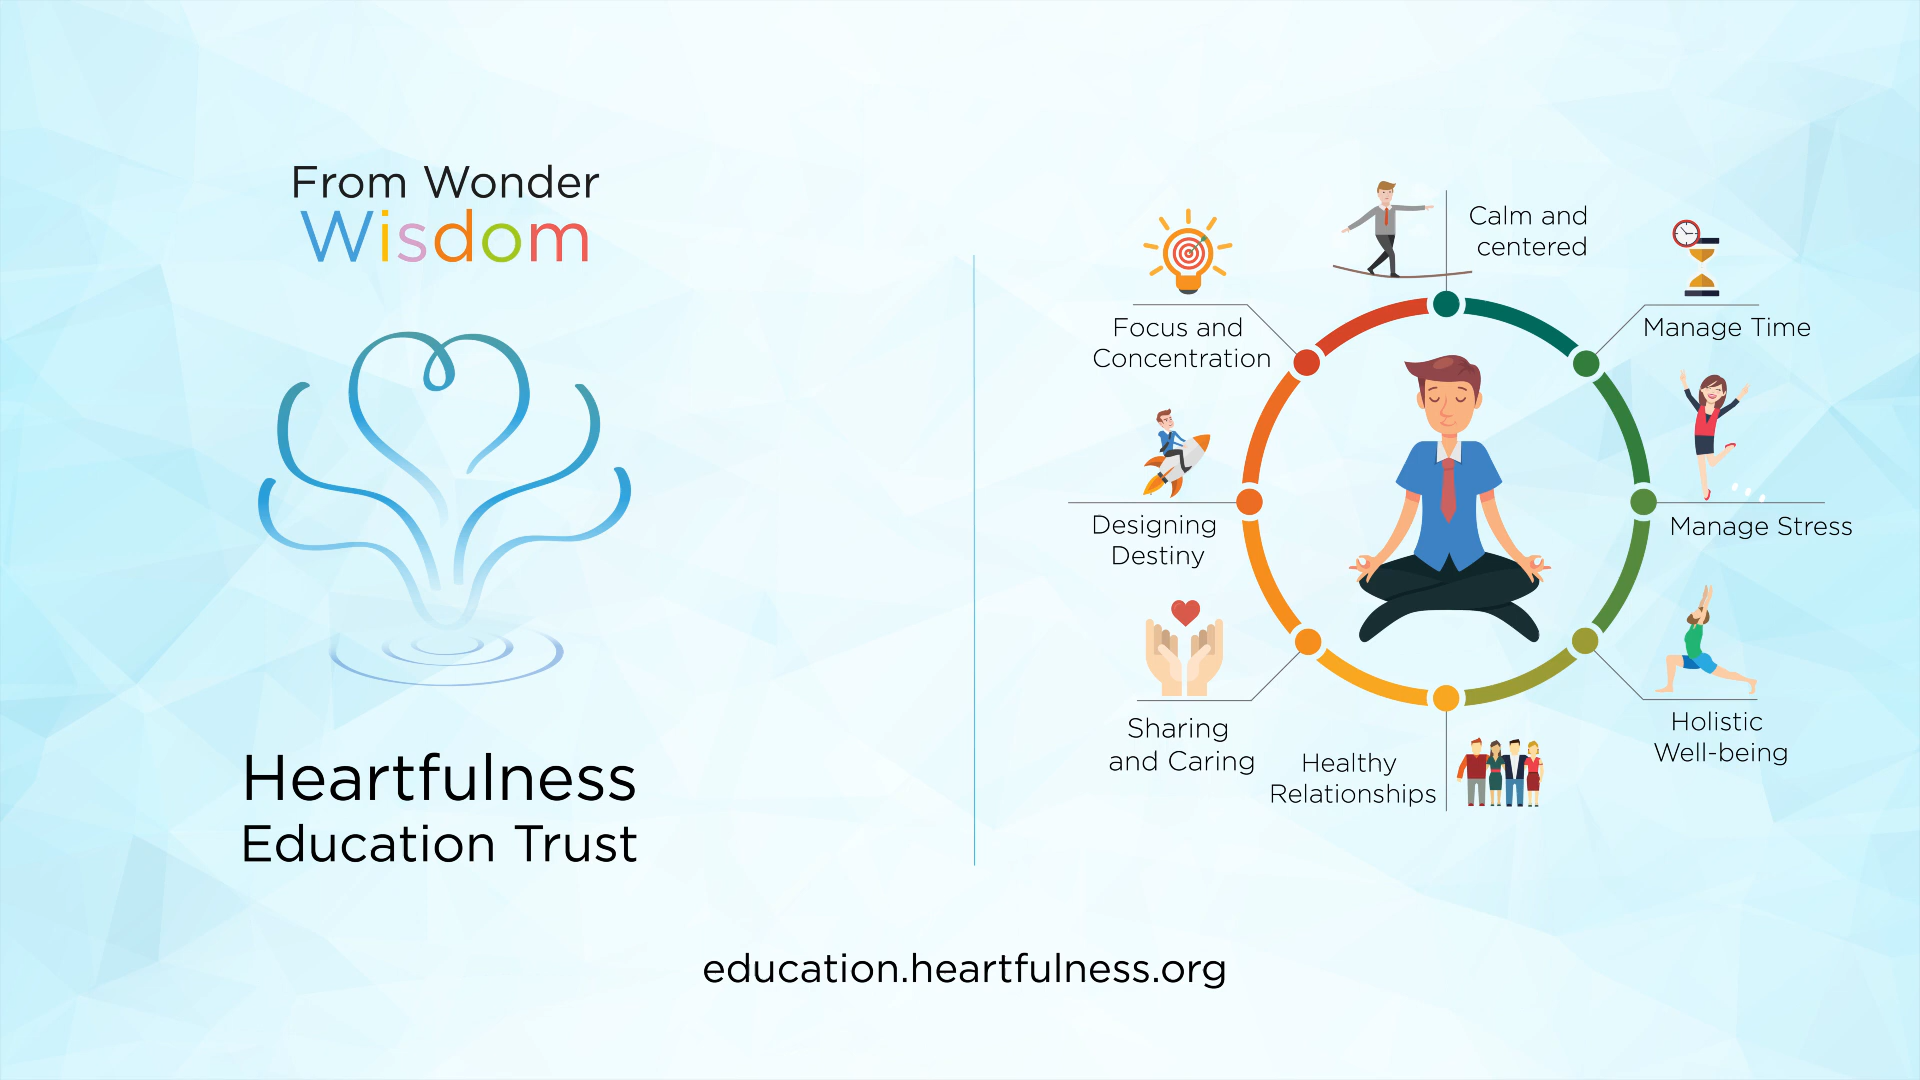 From Wonder
Wisdom
Heartfulness
Education Trust
Calm and
centered
Manage Time
Manage Stress
Holistic
Well-being
Healthy
Relationships
Sharing
and Caring
Designing
Destiny
Focus and
Concentration
education.heartfulness.org